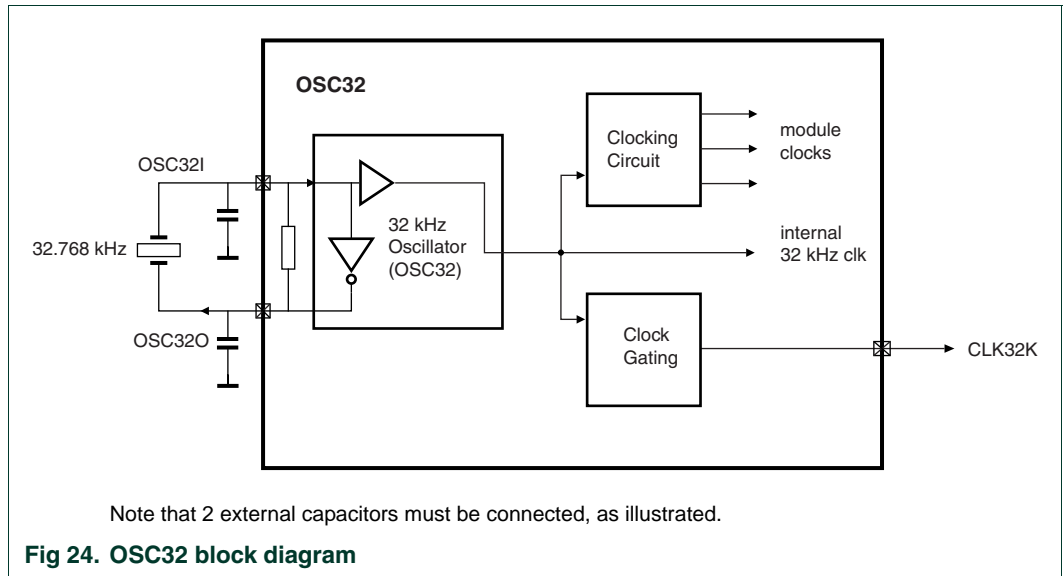 OSC32
OSC32I
32.768 kHz
OSC32O
32 kHz
Oscillator
(OSC32)
Clocking
Circuit
module
clocks
internal
32 kHz clk
Clock
Gating
CLK32K
Note that 2 external capacitors must be connected, as illustrated.
Fig 24. OSC32 block diagram